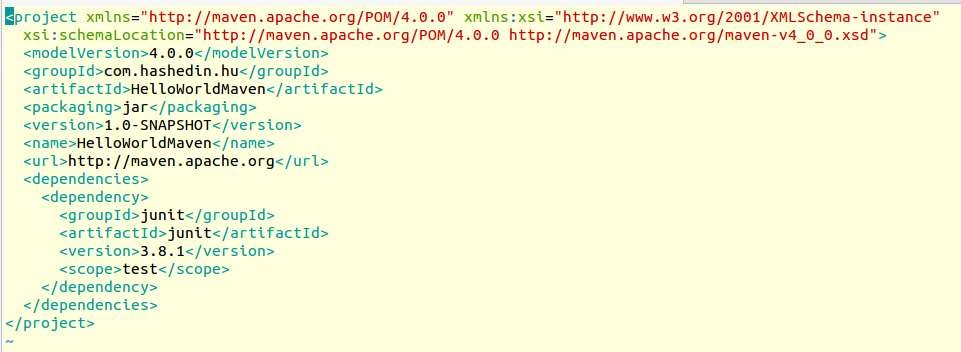 <project xmlns="http://maven.apache.org/POM/4.0.0" xmlns:xsi="http://www.w3.org/2001/XMLSchema-instance"
  xsi:schemaLocation="http://maven.apache.org/POM/4.0.0 http://maven.apache.org/maven-v4_0_0.xsd">
  <modelVersion>4.0.0</modelVersion>
  <groupId>com.hashedin.hu</groupId>
  <artifactId>HelloWorldMaven</artifactId>
  <packaging>jar</packaging>
  <version>1.0-SNAPSHOT</version>
  <name>HelloWorldMaven</name>
  <url>http://maven.apache.org</url>
  <dependencies>
    <dependency>
      <groupId>junit</groupId>
      <artifactId>junit</artifactId>
      <version>3.8.1</version>
      <scope>test</scope>
    </dependency>
  </dependencies>
</project>
~